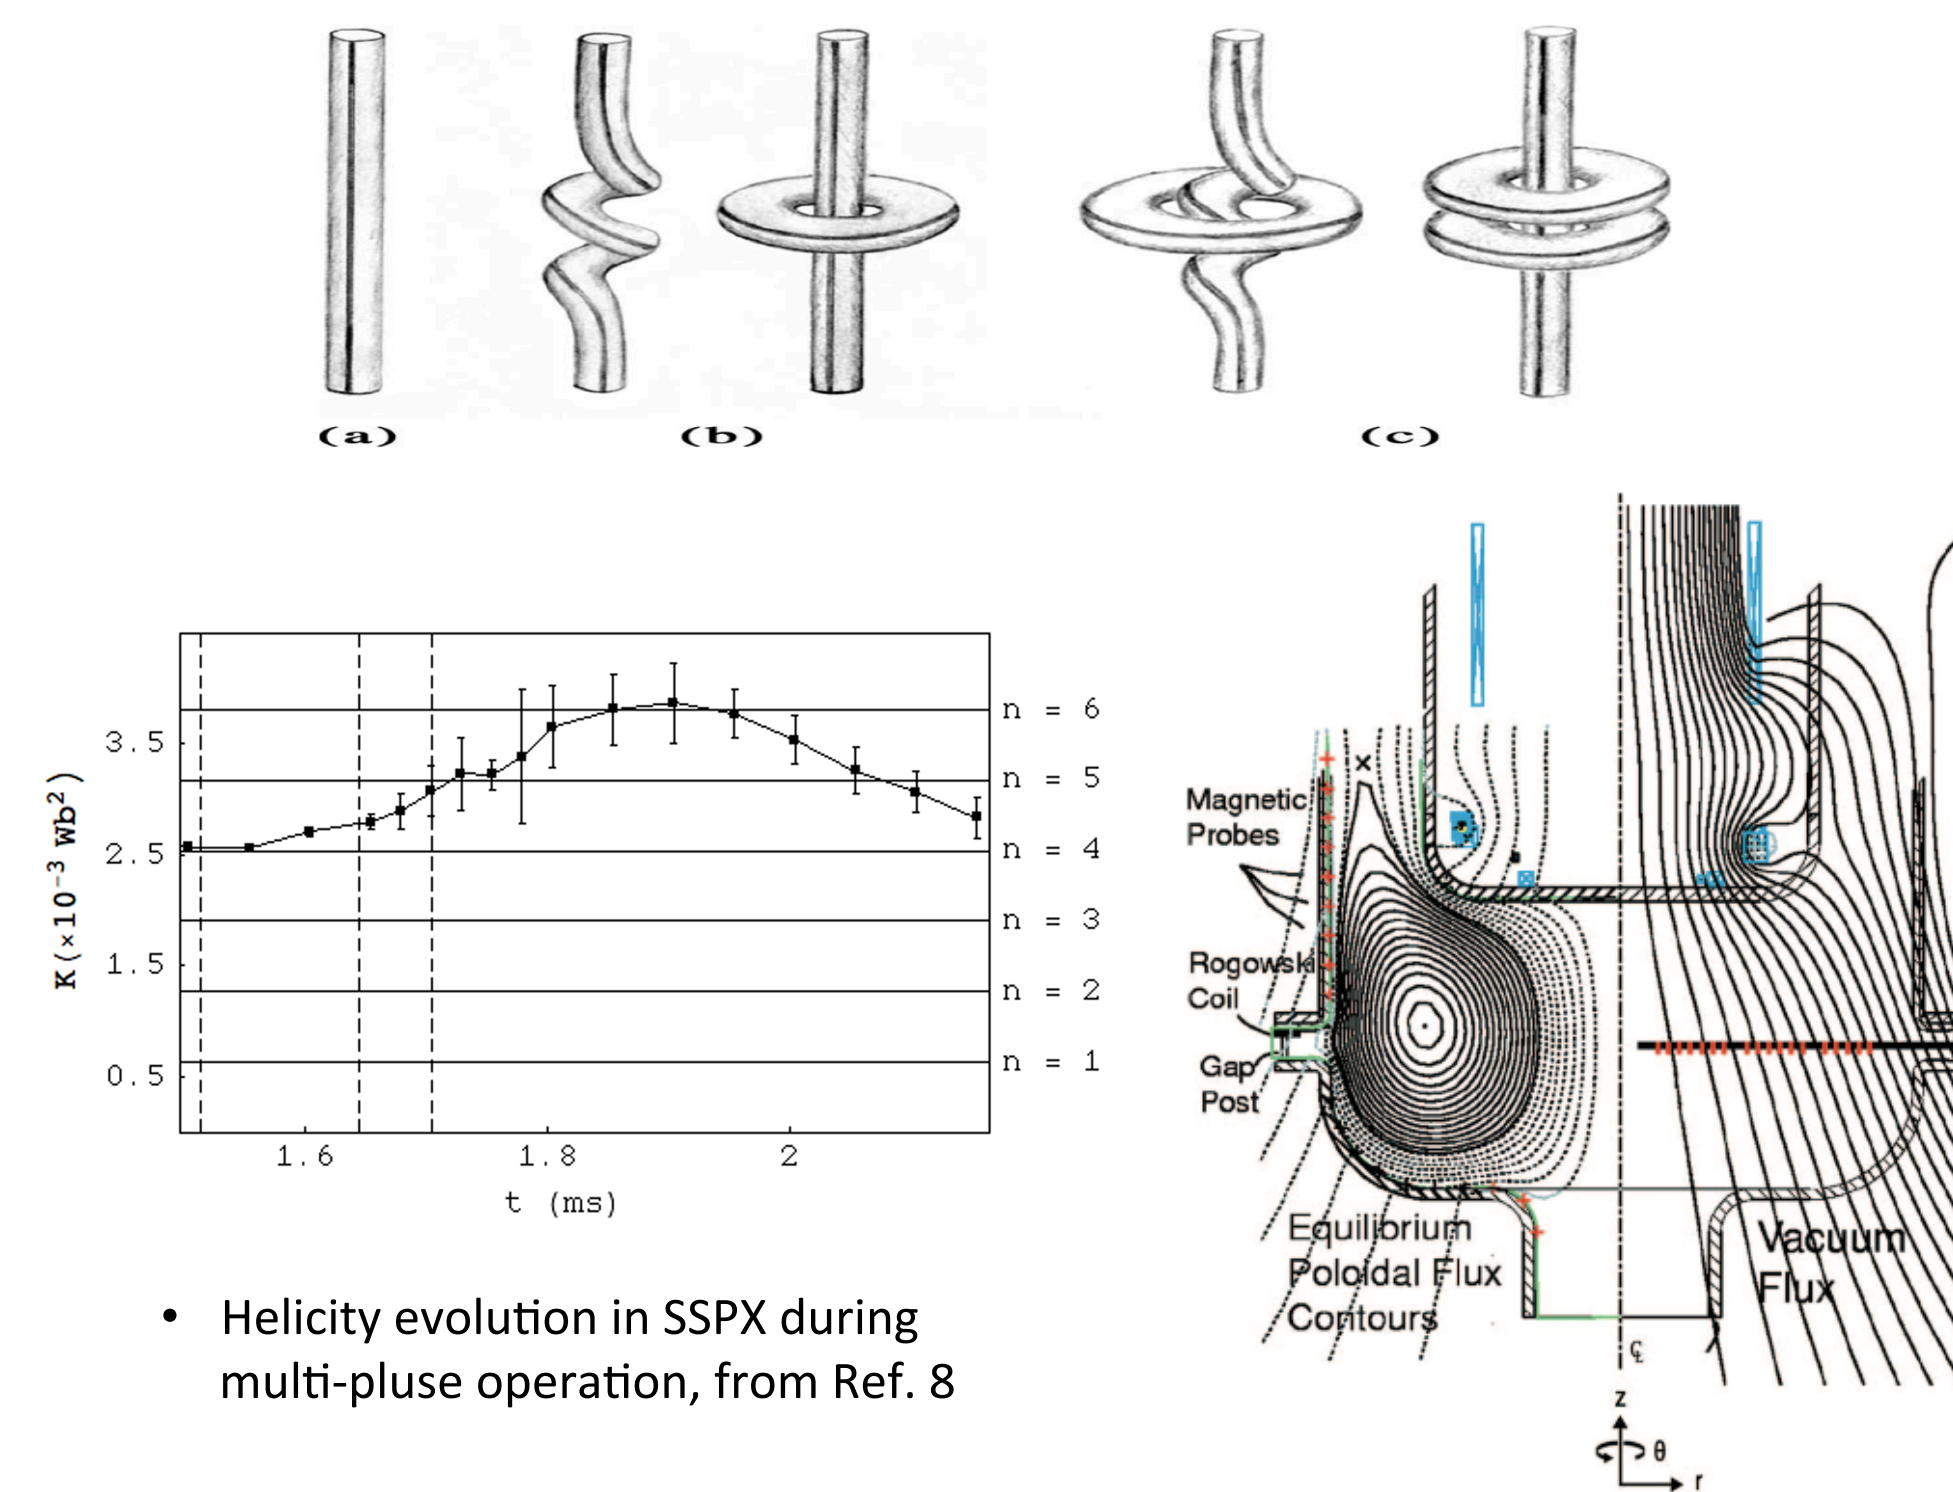 (a)
(b)
(c)
K(×10⁻³ Wb²)
3.5
2.5
1.5
0.5
n = 6
n = 5
n = 4
n = 3
n = 2
n = 1
1.6
1.8
2
t (ms)
• Helicity evolution in SSPX during
multi-pluse operation, from Ref. 8
×
Magnetic
Probes
Rogowski
Coil
Gap
Post
Equilibrium
Poloidal Flux
Contours
Vacuum
Flux
℄
z
θ
r